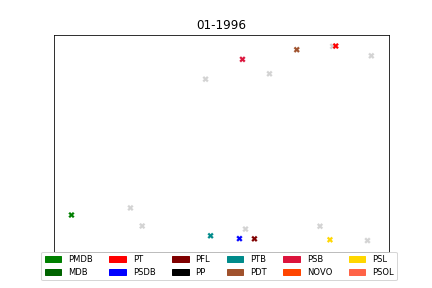 01-1996
PMDB PT PFL PTB PSB PSL
MDB PSDB PP PDT NOVO PSOL